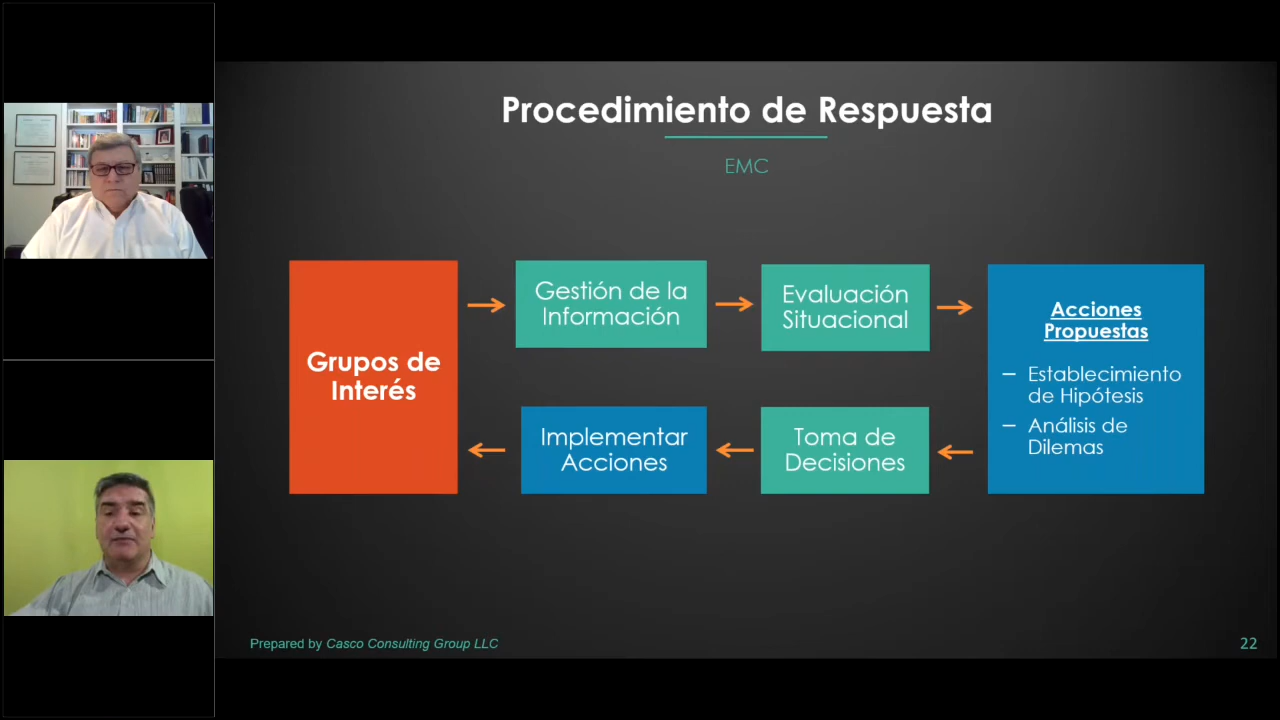 Procedimiento de Respuesta
EMC
Grupos de
Interés
Gestión de la
Información
Evaluación
Situacional
Acciones
Propuestas
– Establecimiento
de Hipótesis
– Análisis de
Dilemas
Toma de
Decisiones
Implementar
Acciones
Prepared by Casco Consulting Group LLC
22